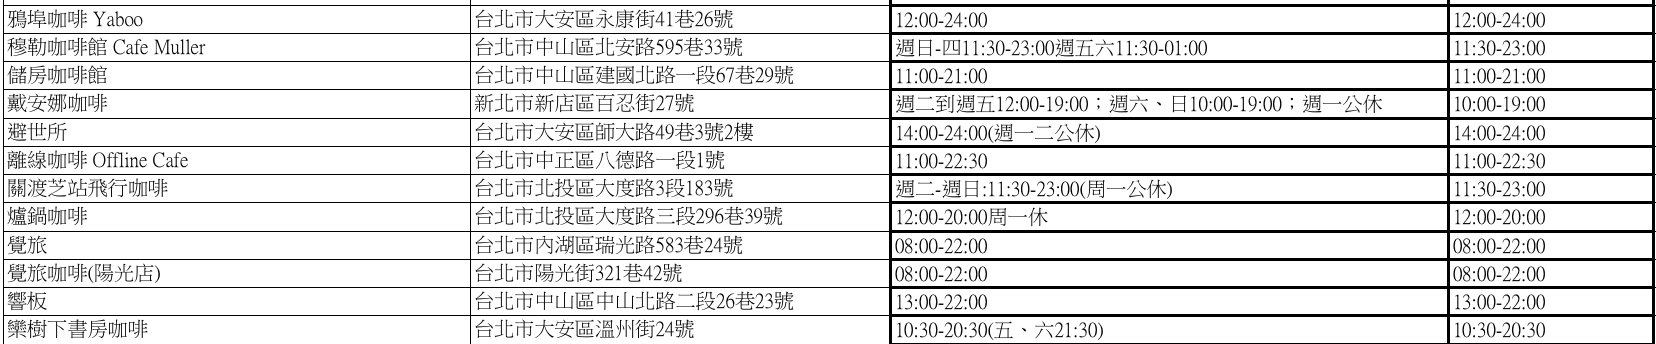 鴉埠咖啡 Yaboo 台北市大安區永康街41巷26號 12:00-24:00 12:00-24:00
穆勒咖啡館 Cafe Muller 台北市中山區北安路595巷33號 週日-四11:30-23:00週五六11:30-01:00 11:30-23:00
儲房咖啡館 台北市中山區建國北路一段67巷29號 11:00-21:00 11:00-21:00
戴安娜咖啡 新北市新店區百忍街27號 週二到週五12:00-19:00；週六、日10:00-19:00；週一公休 10:00-19:00
避世所 台北市大安區師大路49巷3號2樓 14:00-24:00(週一二公休) 14:00-24:00
離線咖啡 Offline Cafe 台北市中正區八德路一段1號 11:00-22:30 11:00-22:30
關渡芝站飛行咖啡 台北市北投區大度路3段183號 週二-週日:11:30-23:00(周一公休) 11:30-23:00
爐鍋咖啡 台北市北投區大度路三段296巷39號 12:00-20:00周一休 12:00-20:00
覺旅 台北市內湖區瑞光路583巷24號 08:00-22:00 08:00-22:00
覺旅咖啡(陽光店) 台北市陽光街321巷42號 08:00-22:00 08:00-22:00
響板 台北市中山區中山北路二段26巷23號 13:00-22:00 13:00-22:00
欒樹下書房咖啡 台北市大安區溫州街24號 10:30-20:30(五、六21:30) 10:30-20:30